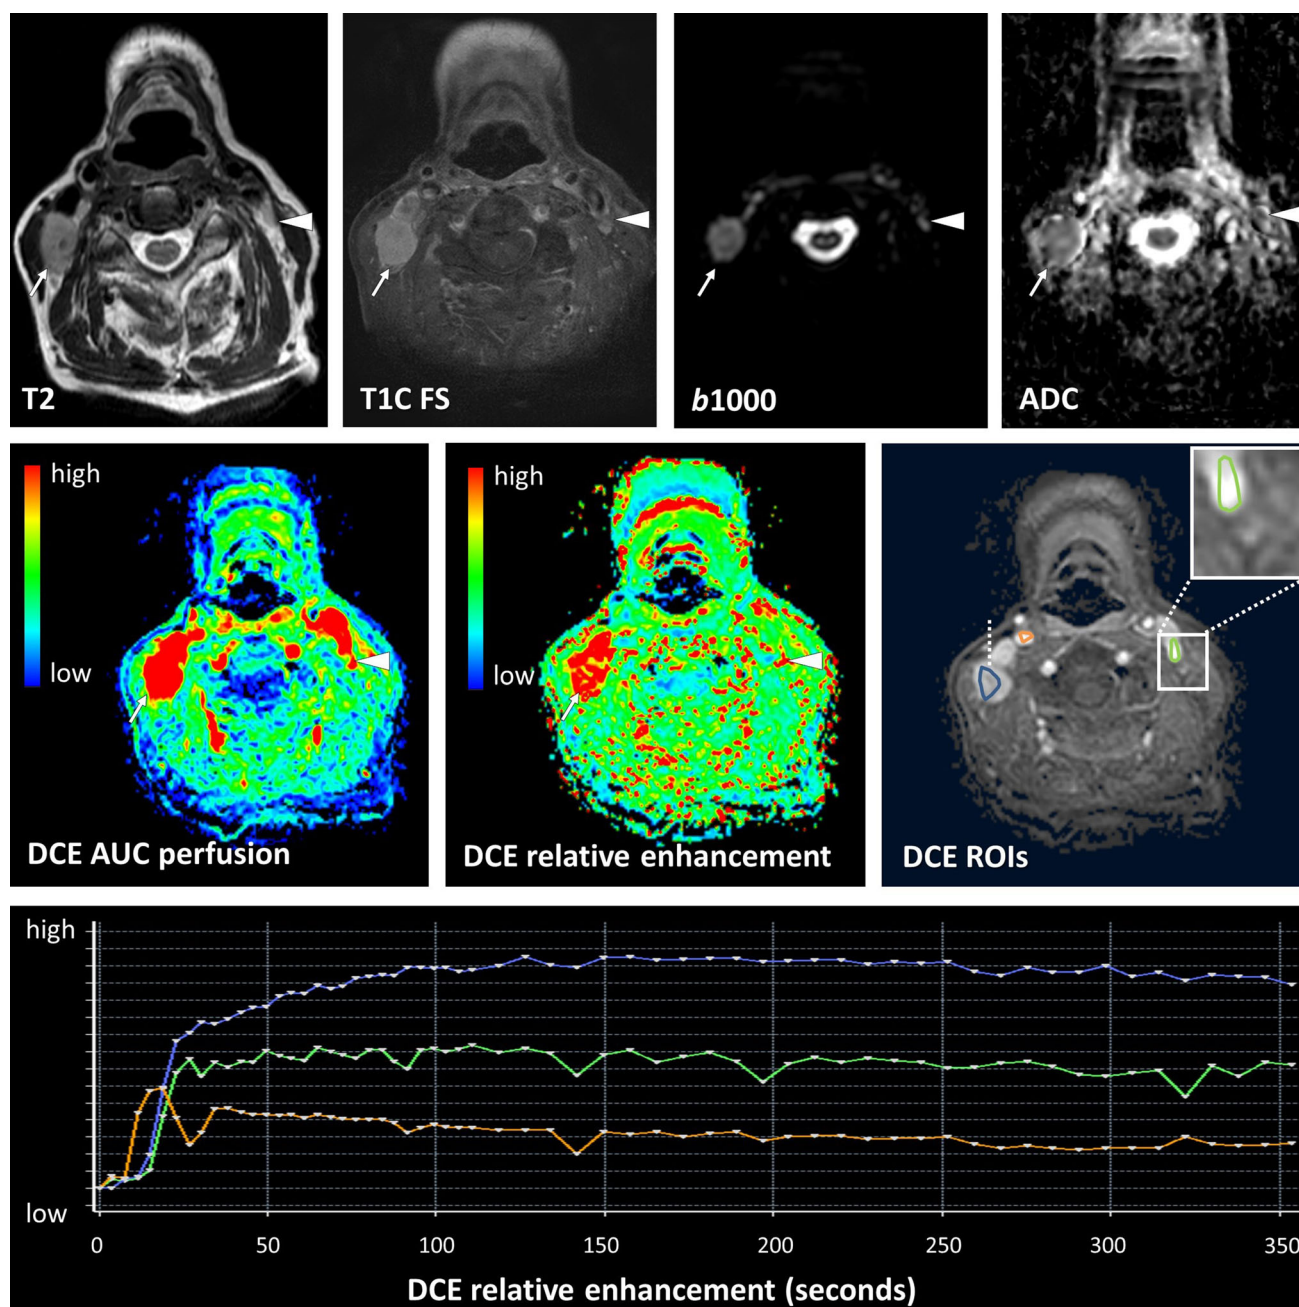 T2
T1C FS
b1000
ADC
high
low
DCE AUC perfusion
high
low
DCE relative enhancement
DCE ROIs
high
low
0 50 100 150 200 250 300 350
DCE relative enhancement (seconds)